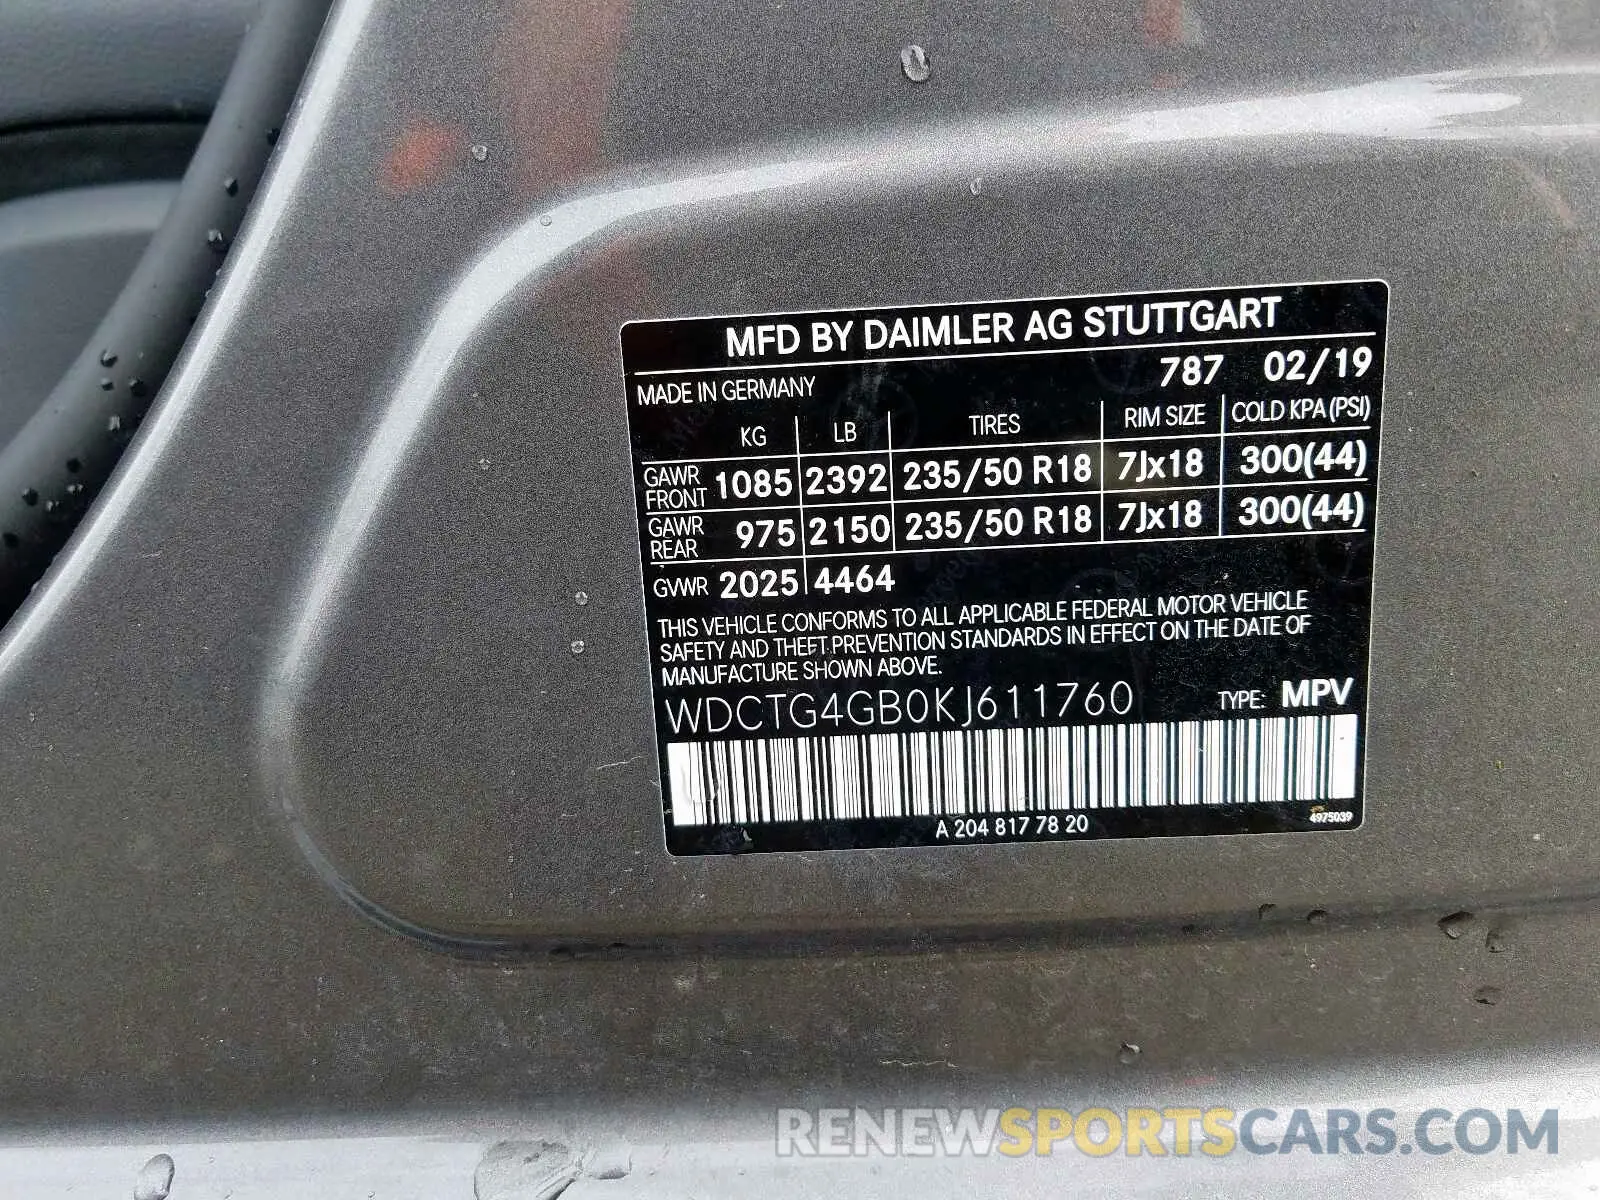 MFD BY DAIMLER AG STUTTGART
MADE IN GERMANY 787 02/19
KG LB TIRES RIM SIZE COLD KPA (PSI)
GAWR FRONT 1085 2392 235/50 R18 7Jx18 300(44)
GAWR REAR 975 2150 235/50 R18 7Jx18 300(44)
GVWR 2025 4464
THIS VEHICLE CONFORMS TO ALL APPLICABLE FEDERAL MOTOR VEHICLE
SAFETY AND THEFT PREVENTION STANDARDS IN EFFECT ON THE DATE OF
MANUFACTURE SHOWN ABOVE.
WDCTG4GB0KJ611760 TYPE: MPV
A 204 817 78 20 4975039
RENEWSPORTSCARS.COM